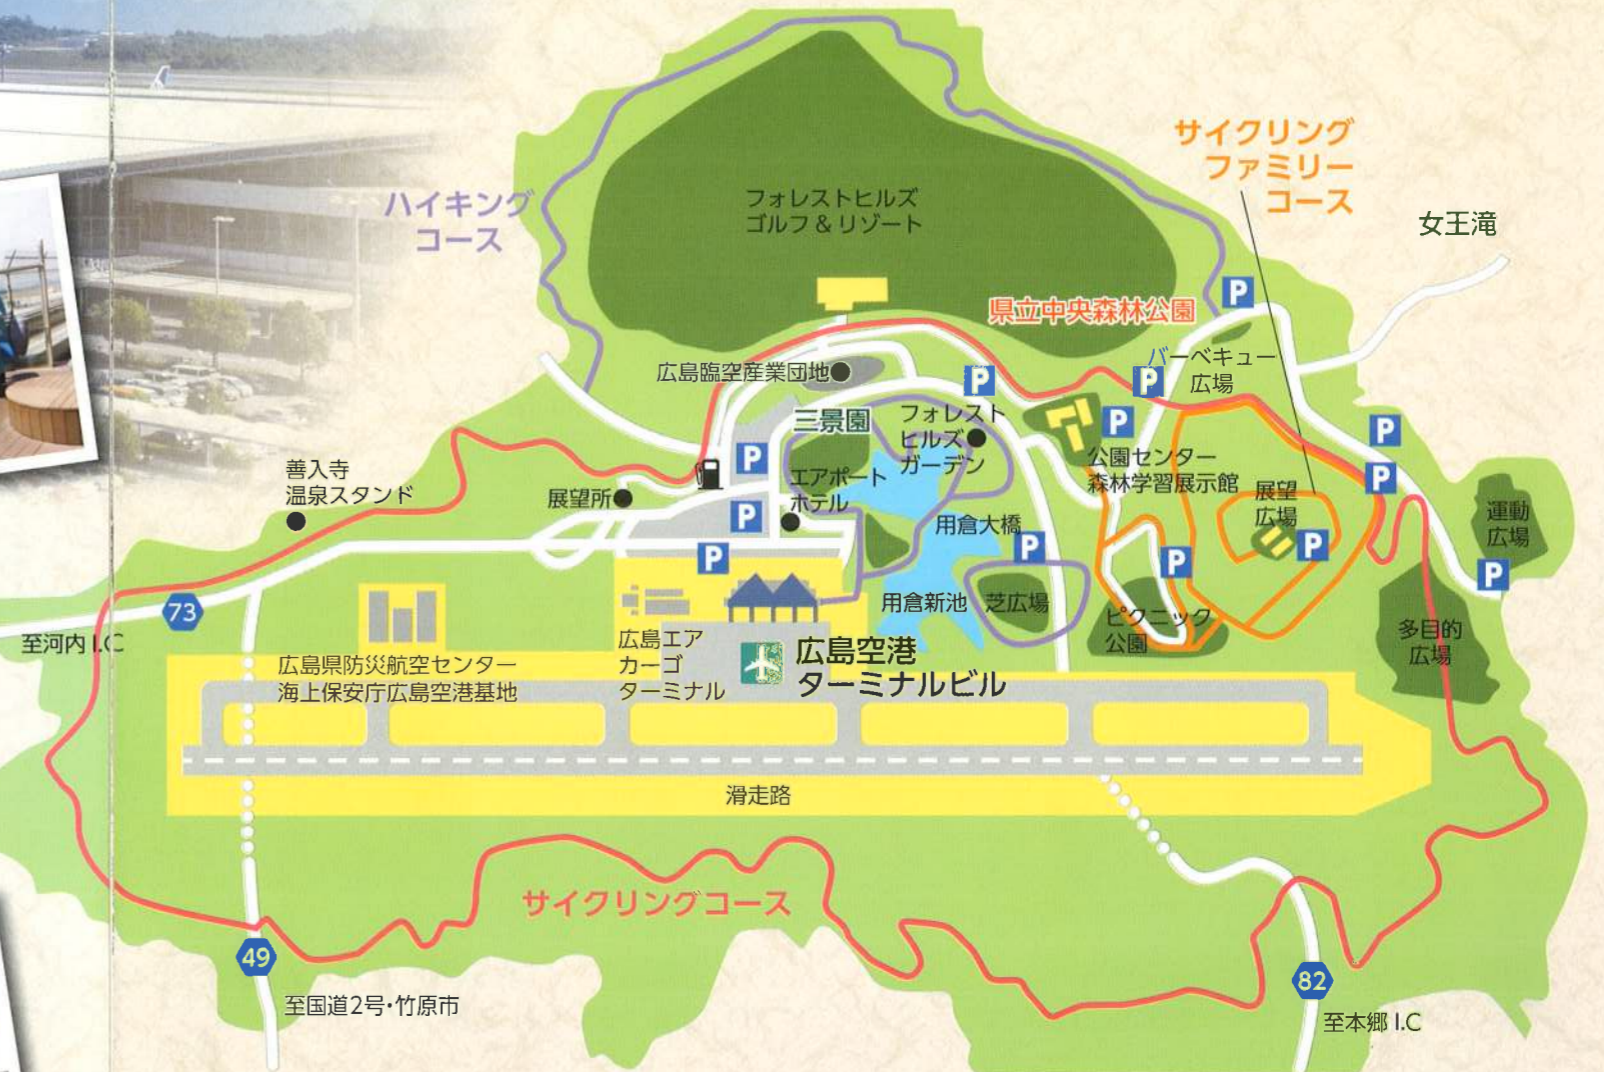 サイクリング
ファミリー
コース
女王滝
ハイキング
コース
フォレストヒルズ
ゴルフ＆リゾート
P
県立中央森林公園
バーベキュー
広場
P
広島臨空産業団地
P
三景園
フォレスト
ヒルズ
ガーデン
P
P
公園センター
森林学習展示館
P
P
善入寺
温泉スタンド
展望所
エアポート
ホテル
P
展望
広場
P
運動
広場
P
用倉大橋
P
P
P
P
73
至河内 I.C
用倉新池
芝広場
ピクニック
公園
多目的
広場
広島県防災航空センター
海上保安庁広島空港基地
広島エア
カーゴ
ターミナル
広島空港
ターミナルビル
滑走路
サイクリングコース
49
至国道2号・竹原市
82
至本郷 I.C